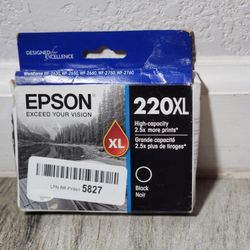 DESIGNED for EXCELLENCE
WorkForce WF-2630, WF-2650, WF-2660, WF-2750, WF-2760
EPSON
EXCEED YOUR VISION
220XL
High-capacity
2.5x more prints*
Grande capacité
2.5x plus de tirages*
XL
5827
Black
Noir